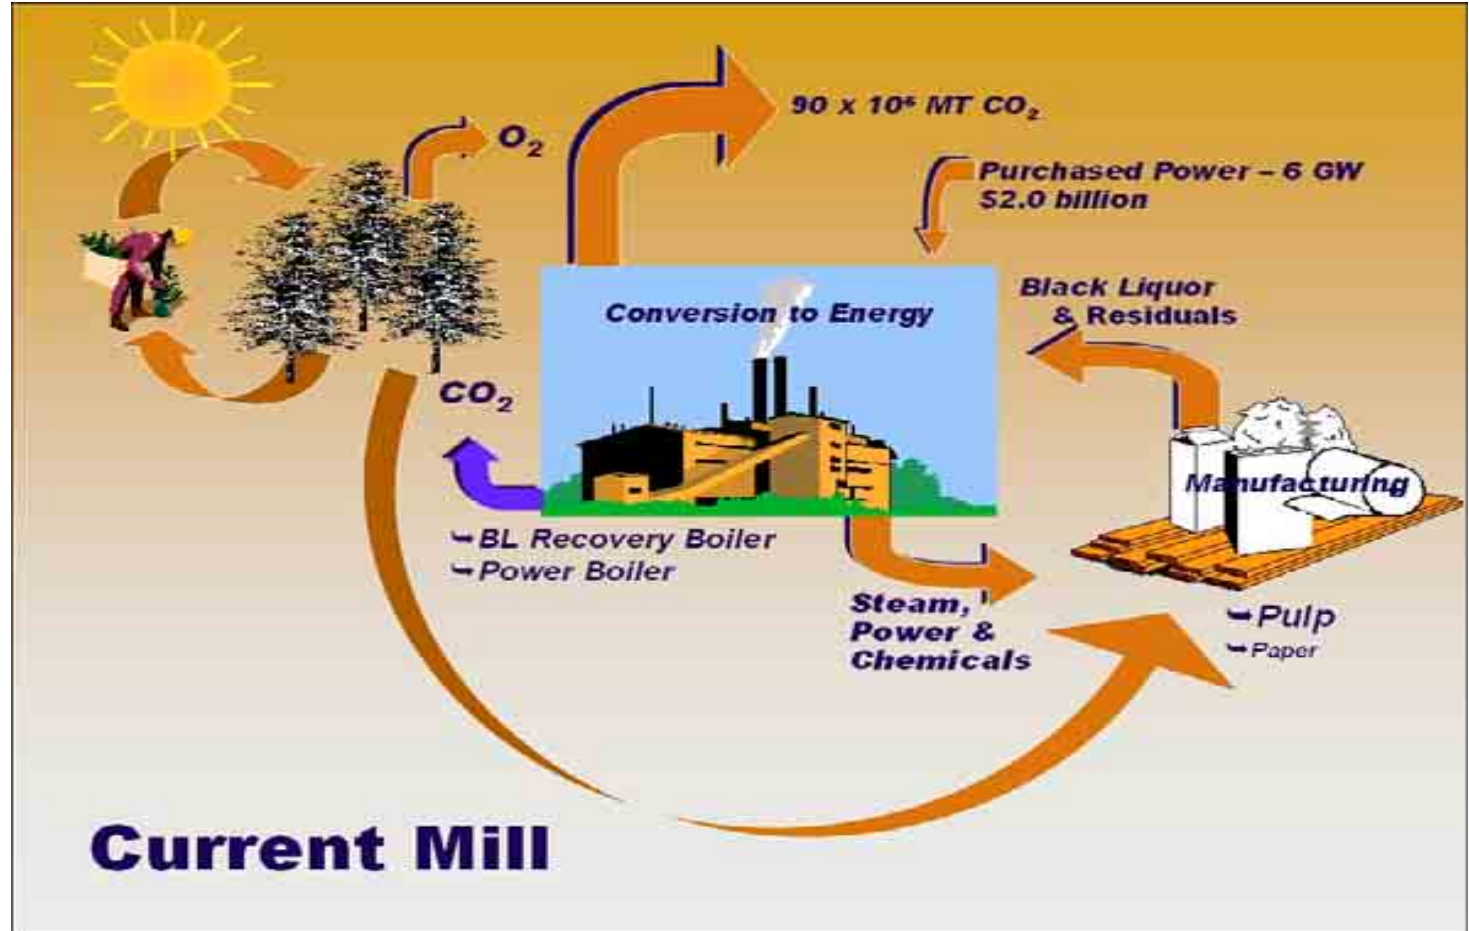 O₂
90 x 10⁶ MT CO₂
Purchased Power – 6 GW
$2.0 billion
Conversion to Energy
Black Liquor
& Residuals
CO₂
Manufacturing
➥BL Recovery Boiler
➥Power Boiler
Steam,
Power &
Chemicals
➥Pulp
➥Paper
Current Mill